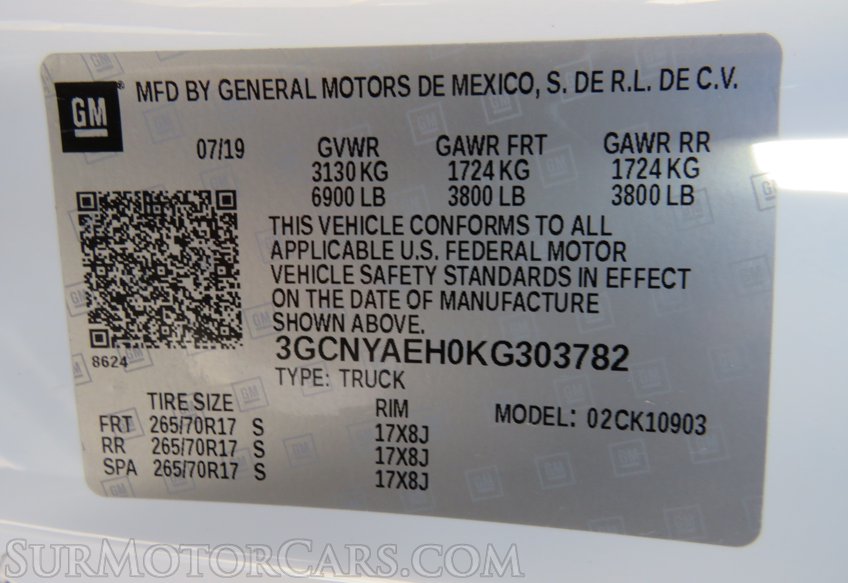 GM® MFD BY GENERAL MOTORS DE MEXICO, S. DE R.L. DE C.V.
07/19 GVWR GAWR FRT GAWR RR
3130 KG 1724 KG 1724 KG
6900 LB 3800 LB 3800 LB
THIS VEHICLE CONFORMS TO ALL
APPLICABLE U.S. FEDERAL MOTOR
VEHICLE SAFETY STANDARDS IN EFFECT
ON THE DATE OF MANUFACTURE
SHOWN ABOVE.
8624
3GCNYAEH0KG303782
TYPE: TRUCK
TIRE SIZE RIM MODEL: 02CK10903
FRT 265/70R17 S 17X8J
RR 265/70R17 S 17X8J
SPA 265/70R17 S 17X8J
SURMOTORCARS.COM